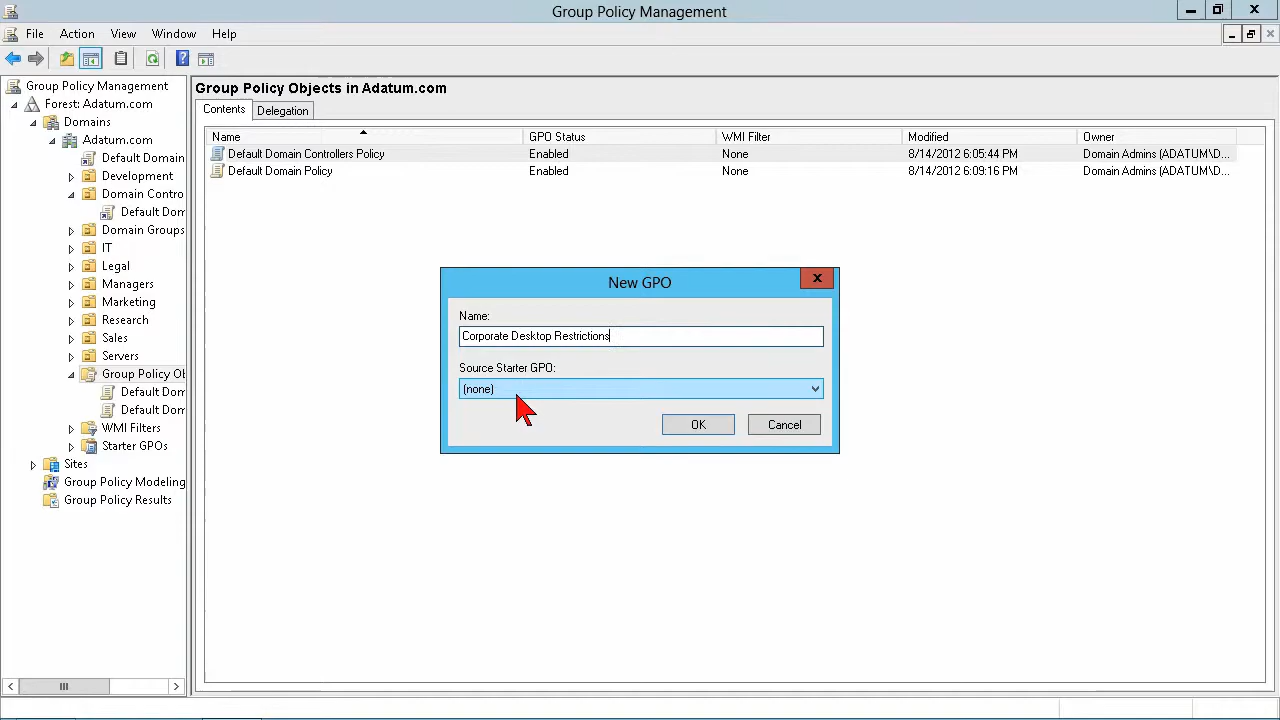 Group Policy Management
File Action View Window Help
Group Policy Management
Forest: Adatum.com
Domains
Adatum.com
Default Domain
Development
Domain Contro
Default Dom
Domain Groups
IT
Legal
Managers
Marketing
Research
Sales
Servers
Group Policy Ob
Default Dom
Default Dom
WMI Filters
Starter GPOs
Sites
Group Policy Modeling
Group Policy Results
Group Policy Objects in Adatum.com
Contents Delegation
Name GPO Status WMI Filter Modified Owner
Default Domain Controllers Policy Enabled None 8/14/2012 6:05:44 PM Domain Admins (ADATUM\D...
Default Domain Policy Enabled None 8/14/2012 6:09:16 PM Domain Admins (ADATUM\D...
New GPO
Name:
Corporate Desktop Restrictions
Source Starter GPO:
(none)
OK Cancel